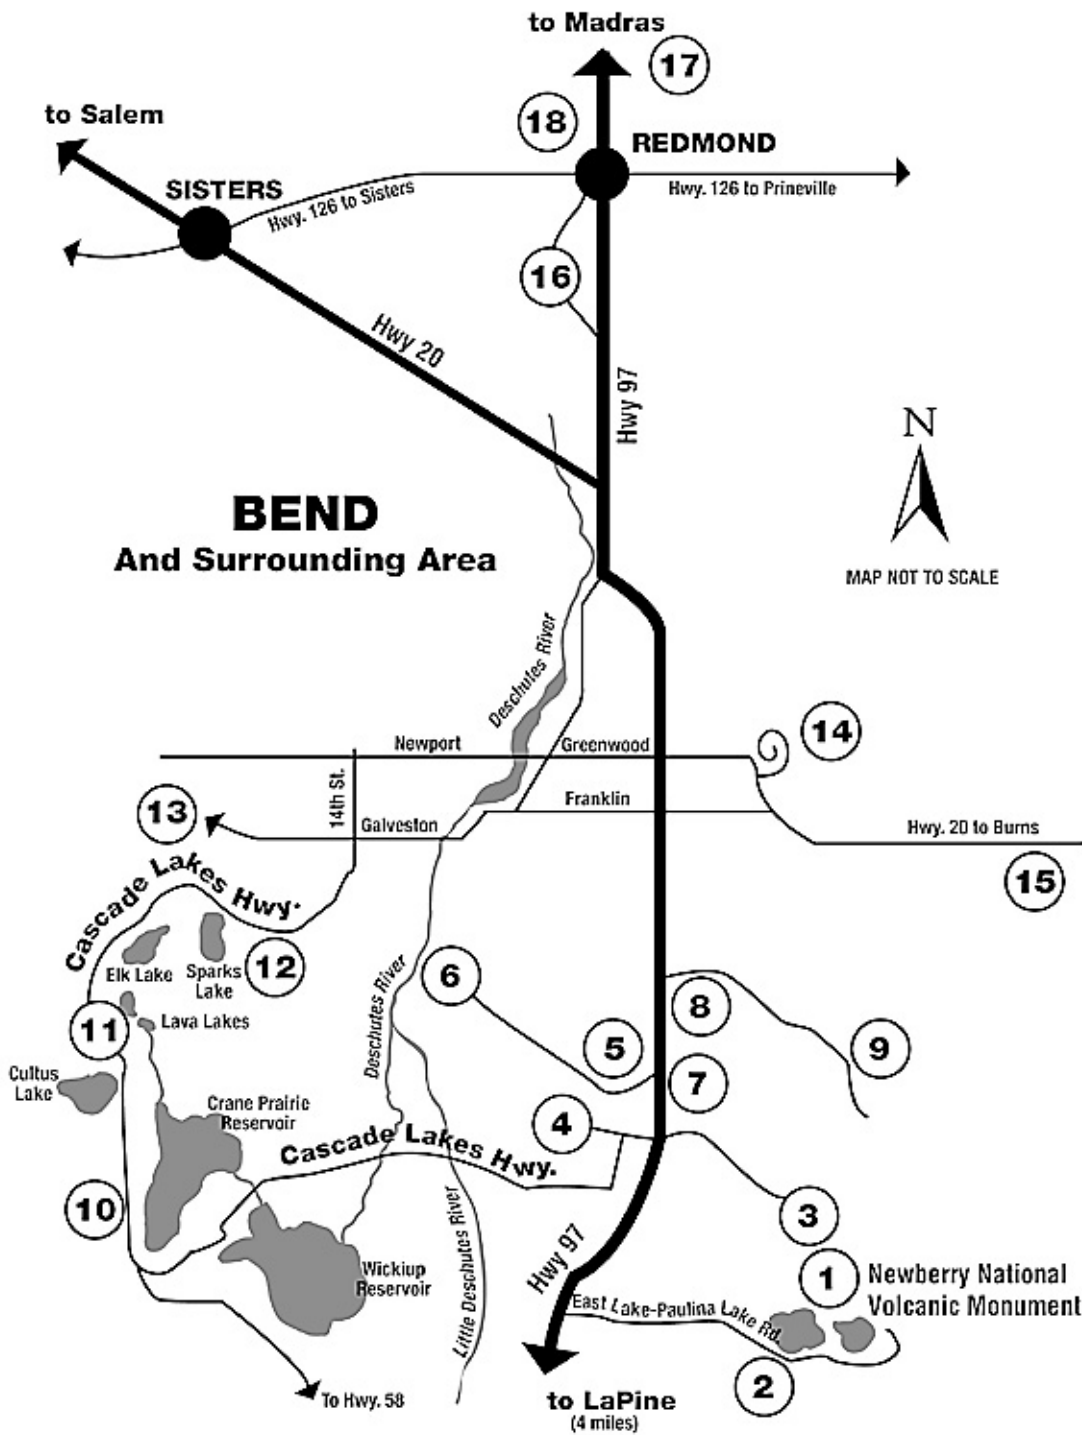 to Madras
17
to Salem
18
REDMOND
SISTERS
Hwy. 126 to Sisters
Hwy. 126 to Prineville
16
Hwy 20
Hwy 97
N
BEND
And Surrounding Area
MAP NOT TO SCALE
Deschutes River
14
Newport
Greenwood
13
14th St.
Galveston
Franklin
Hwy. 20 to Burns
15
Cascade Lakes Hwy.
Elk Lake
Sparks
Lake
12
6
Deschutes River
8
11
Lava Lakes
5
9
Cultus
Lake
7
Crane Prairie
Reservoir
4
Cascade Lakes Hwy.
10
3
Little Deschutes River
Wickiup
Reservoir
Hwy 97
1
Newberry National
Volcanic Monument
East Lake-Paulina Lake Rd.
2
To Hwy. 58
to LaPine
(4 miles)